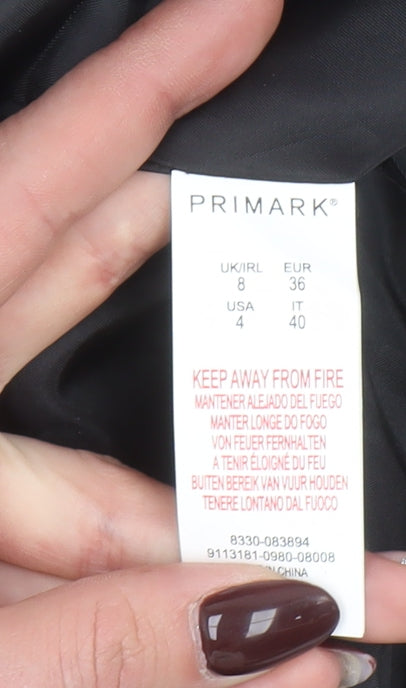 PRIMARK®
UK/IRL EUR
8 36
USA IT
4 40
KEEP AWAY FROM FIRE
MANTENER ALEJADO DEL FUEGO
MANTER LONGE DO FOGO
VON FEUER FERNHALTEN
A TENIR ÉLOIGNÉ DU FEU
BUITEN BEREIK VAN VUUR HOUDEN
TENERE LONTANO DAL FUOCO
8330-083894
9113181-0980-08008
IN CHINA